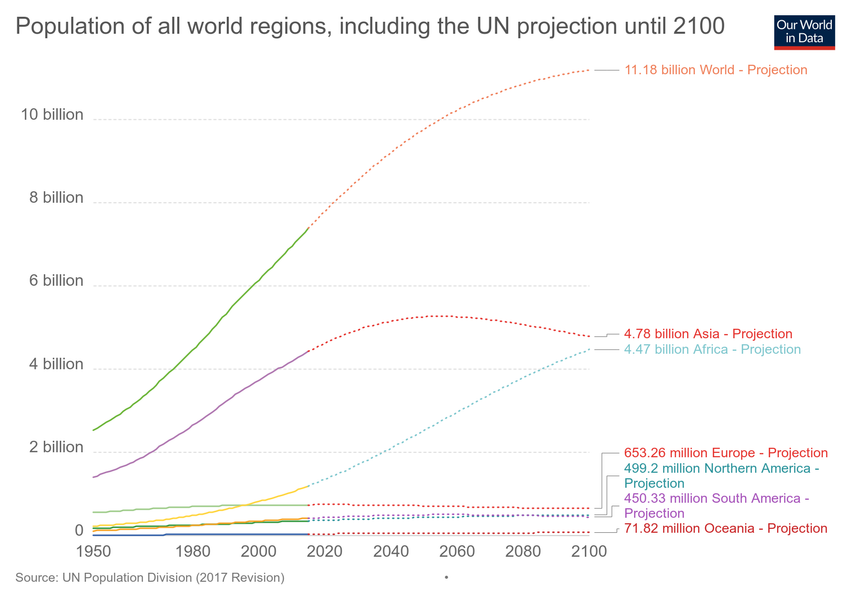 Population of all world regions, including the UN projection until 2100
Our World
in Data
11.18 billion World - Projection
10 billion
8 billion
6 billion
4.78 billion Asia - Projection
4.47 billion Africa - Projection
4 billion
2 billion
653.26 million Europe - Projection
499.2 million Northern America -
Projection
450.33 million South America -
Projection
71.82 million Oceania - Projection
0
1950 1980 2000 2020 2040 2060 2080 2100
Source: UN Population Division (2017 Revision) •